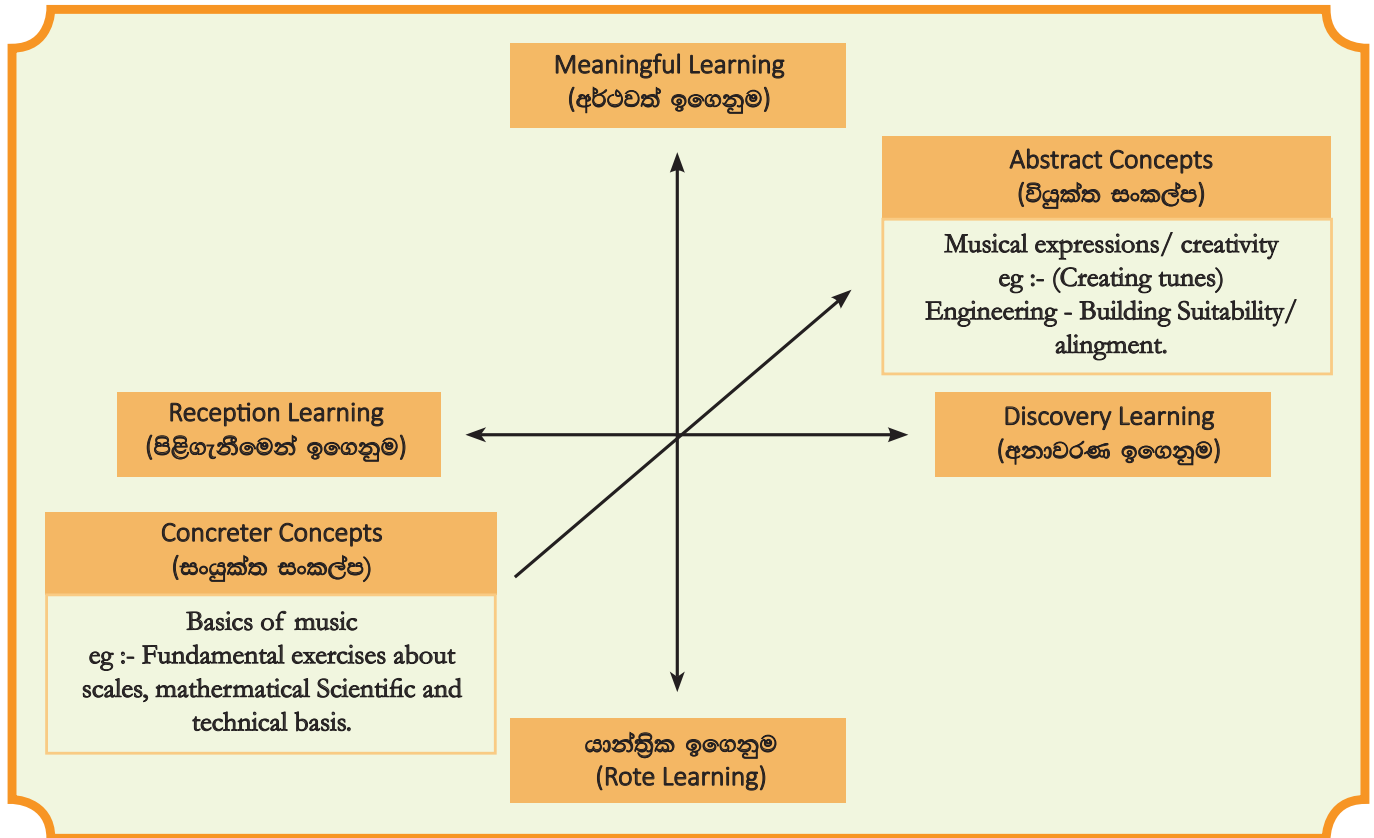 Meaningful Learning
(අර්ථවත් ඉගෙනුම)
Abstract Concepts
(වියුක්ත සංකල්ප)
Musical expressions/ creativity
eg :- (Creating tunes)
Engineering - Building Suitability/
alingment.
Reception Learning
(පිළිගැනීමෙන් ඉගෙනුම)
Discovery Learning
(අනාවරණ ඉගෙනුම)
Concreter Concepts
(සංයුක්ත සංකල්ප)
Basics of music
eg :- Fundamental exercises about
scales, mathermatical Scientific and
technical basis.
යාන්ත්‍රික ඉගෙනුම
(Rote Learning)